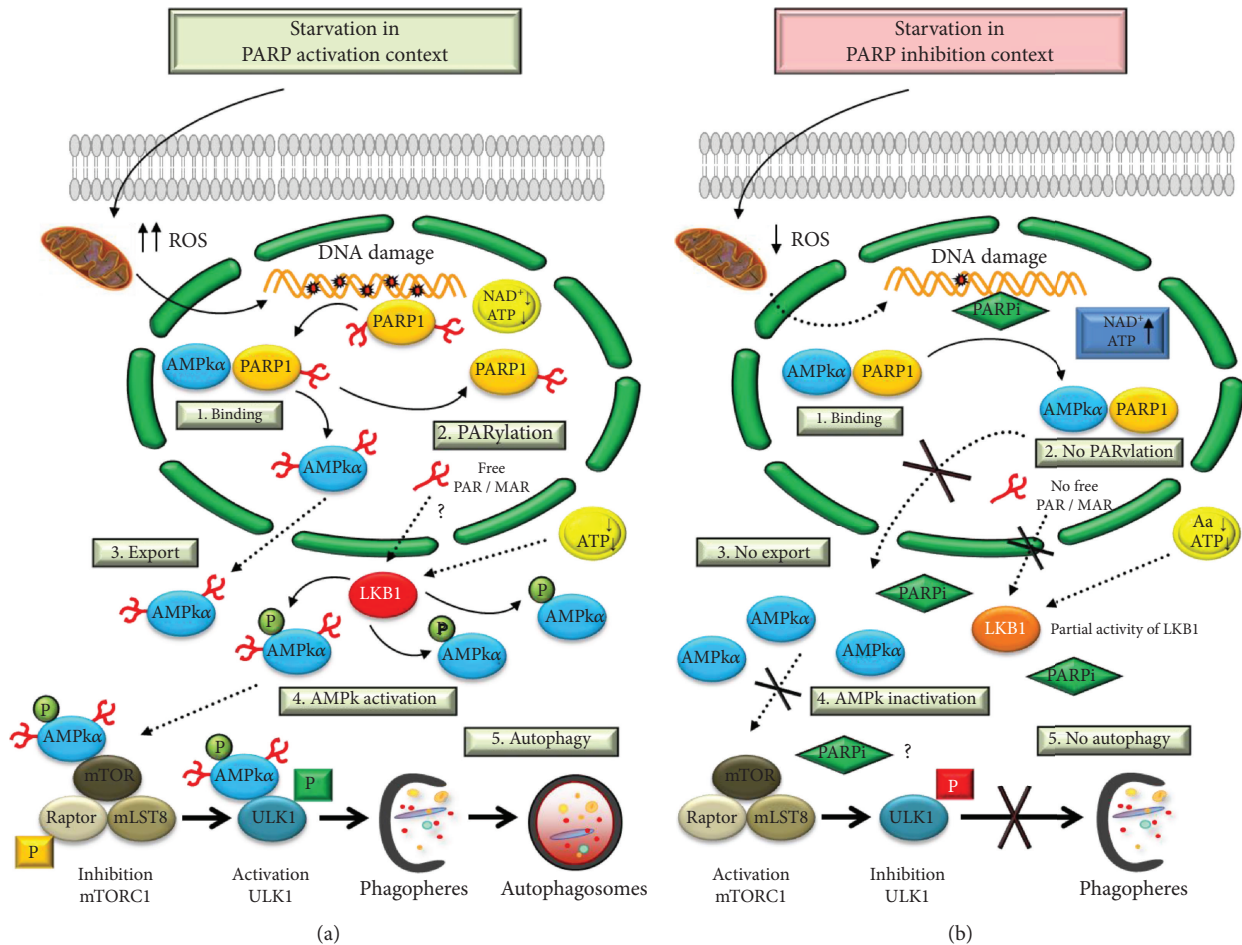 Starvation in
PARP activation context
ROS
DNA damage
NAD+↓
ATP ↓
PARP1
AMPkα
PARP1
PARP1
1. Binding
2. PARylation
AMPkα
Free
PAR / MAR
?
3. Export
↓
ATP↓
LKB1
P
AMPkα
P
AMPkα
P
AMPkα
AMPkα
4. AMPk activation
P
AMPkα
5. Autophagy
P
AMPkα
mTOR
P
Raptor
mLST8
ULK1
P
Inhibition
mTORC1
Activation
ULK1
Phagopheres
Autophagosomes
(a)
Starvation in
PARP inhibition context
ROS
DNA damage
PARPi
NAD+
ATP
AMPkα
PARP1
AMPkα
PARP1
1. Binding
2. No PARylation
No free
PAR / MAR
3. No export
Aa ↓
ATP↓
PARPi
LKB1
Partial activity of LKB1
AMPkα
AMPkα
AMPkα
PARPi
4. AMPk inactivation
5. No autophagy
PARPi
?
mTOR
P
Raptor
mLST8
ULK1
Activation
mTORC1
Inhibition
ULK1
Phagopheres
(b)